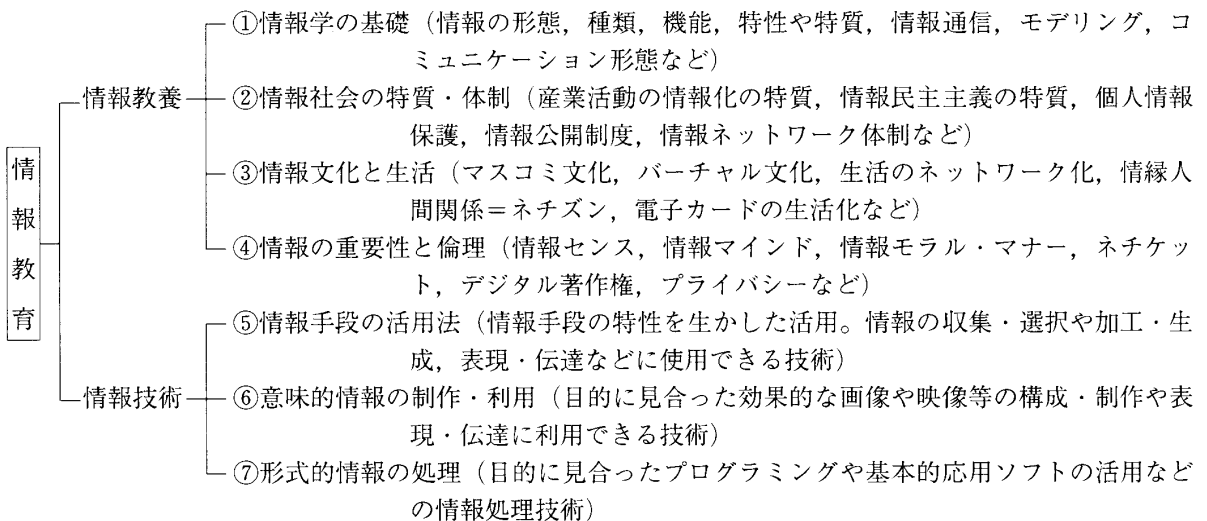 情報教育
情報教養
①情報学の基礎（情報の形態，種類，機能，特性や特質，情報通信，モデリング，コ
ミュニケーション形態など）
②情報社会の特質・体制（産業活動の情報化の特質，情報民主主義の特質，個人情報
保護，情報公開制度，情報ネットワーク体制など）
③情報文化と生活（マスコミ文化，バーチャル文化，生活のネットワーク化，情縁人
間関係＝ネチズン，電子カードの生活化など）
④情報の重要性と倫理（情報センス，情報マインド，情報モラル・マナー，ネチケッ
ト，デジタル著作権，プライバシーなど）
情報技術
⑤情報手段の活用法（情報手段の特性を生かした活用。情報の収集・選択や加工・生
成，表現・伝達などに使用できる技術）
⑥意味的情報の制作・利用（目的に見合った効果的な画像や映像等の構成・制作や表
現・伝達に利用できる技術）
⑦形式的情報の処理（目的に見合ったプログラミングや基本的応用ソフトの活用など
の情報処理技術）